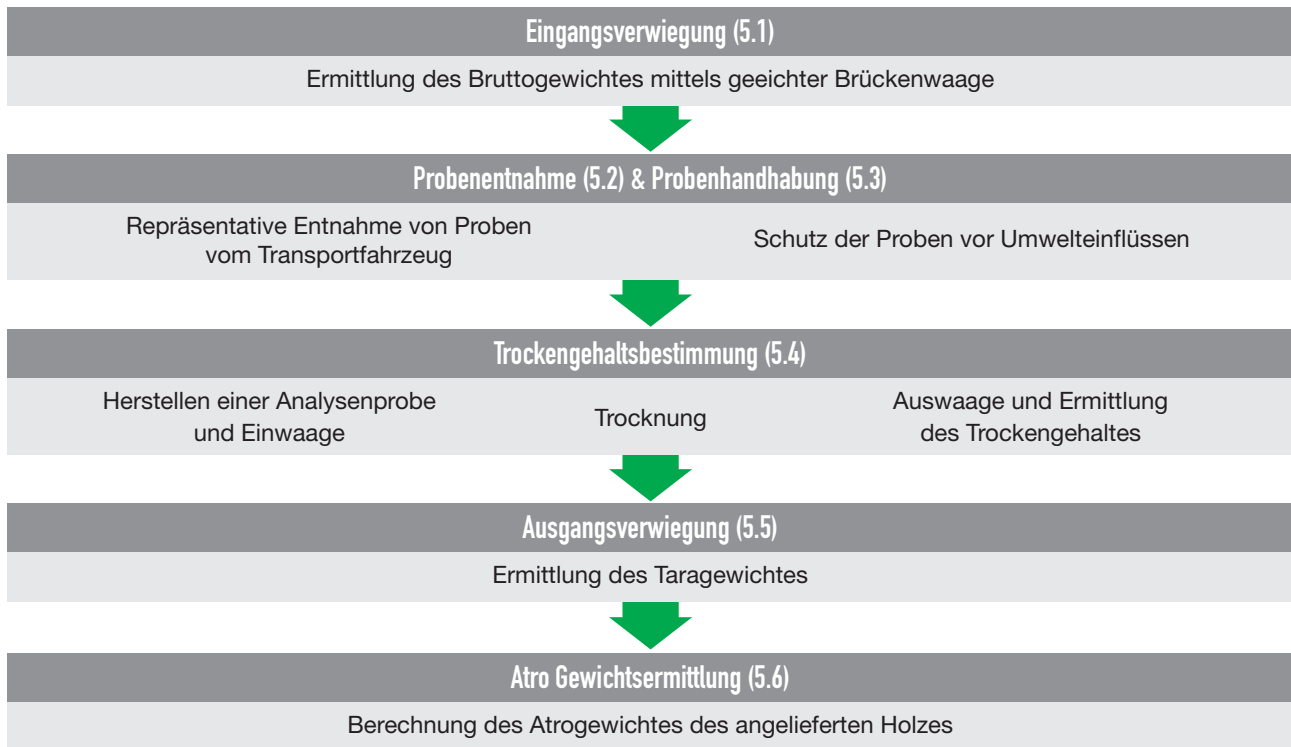 Eingangsverwiegung (5.1)
Ermittlung des Bruttogewichtes mittels geeichter Brückenwaage
Probenentnahme (5.2) & Probenhandhabung (5.3)
Repräsentative Entnahme von Proben
vom Transportfahrzeug
Schutz der Proben vor Umwelteinflüssen
Trockengehaltsbestimmung (5.4)
Herstellen einer Analysenprobe
und Einwaage
Trocknung
Auswaage und Ermittlung
des Trockengehaltes
Ausgangsverwiegung (5.5)
Ermittlung des Taragewichtes
Atro Gewichtsermittlung (5.6)
Berechnung des Atrogewichtes des angelieferten Holzes